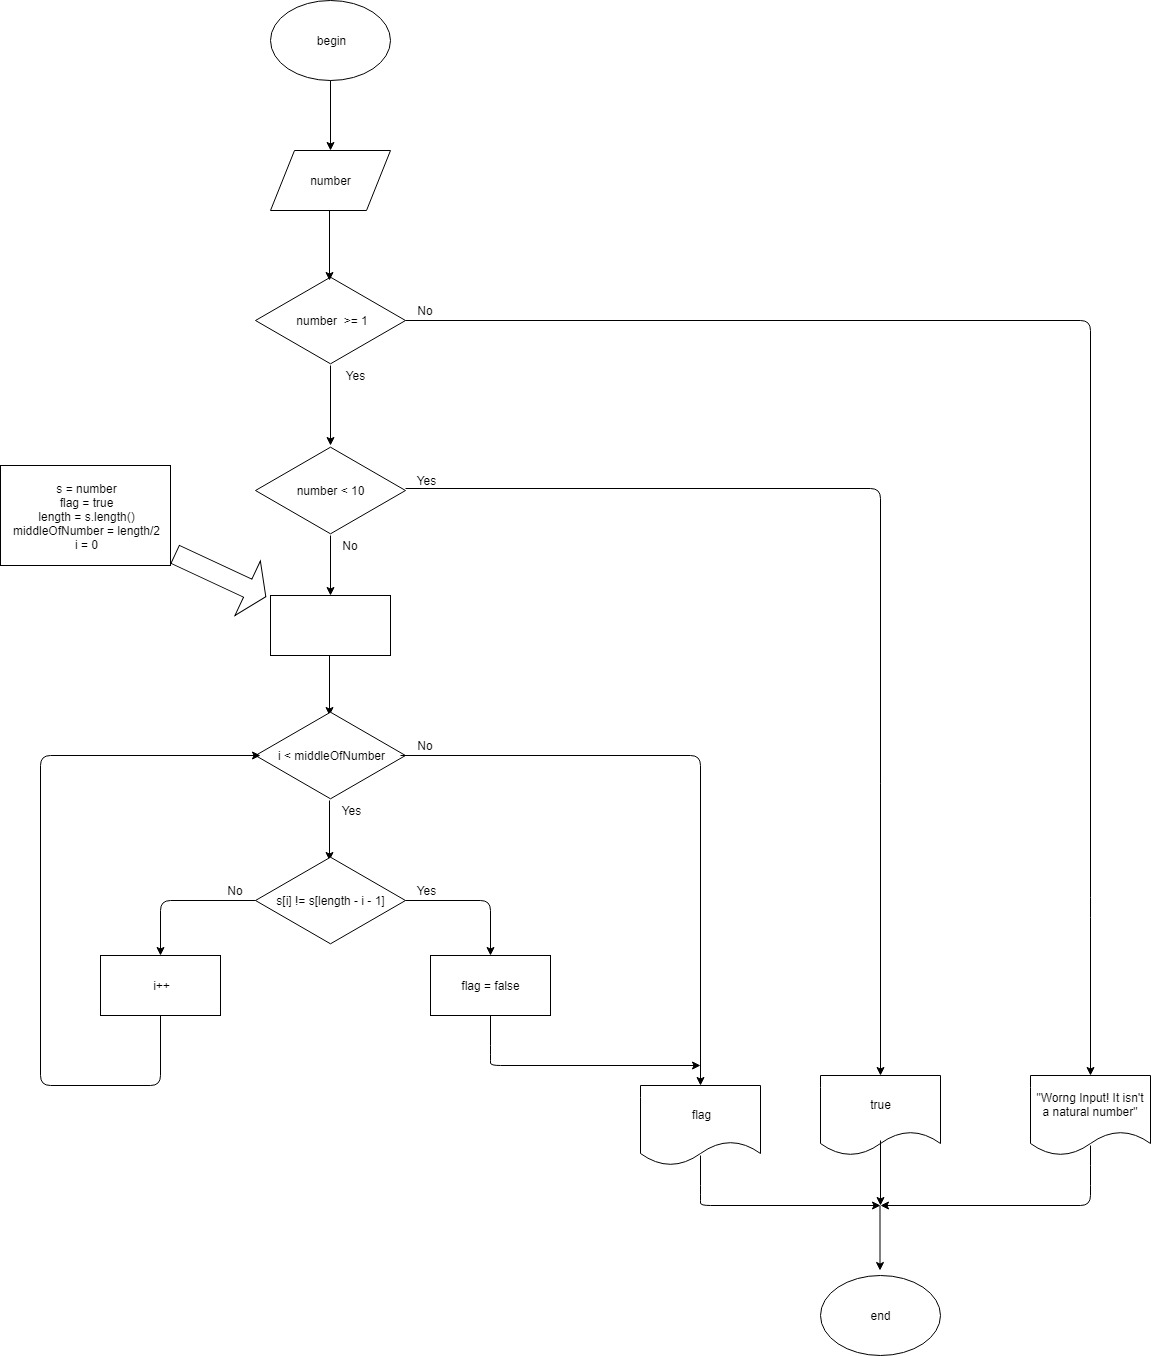 begin
number
number  >= 1
No
Yes
number < 10
Yes
No
s = number
flag = true
length = s.length()
middleOfNumber = length/2
i = 0
i < middleOfNumber
No
Yes
s[i] != s[length - i - 1]
No
Yes
i++
flag = false
flag
true
"Worng Input! It isn't
a natural number"
end